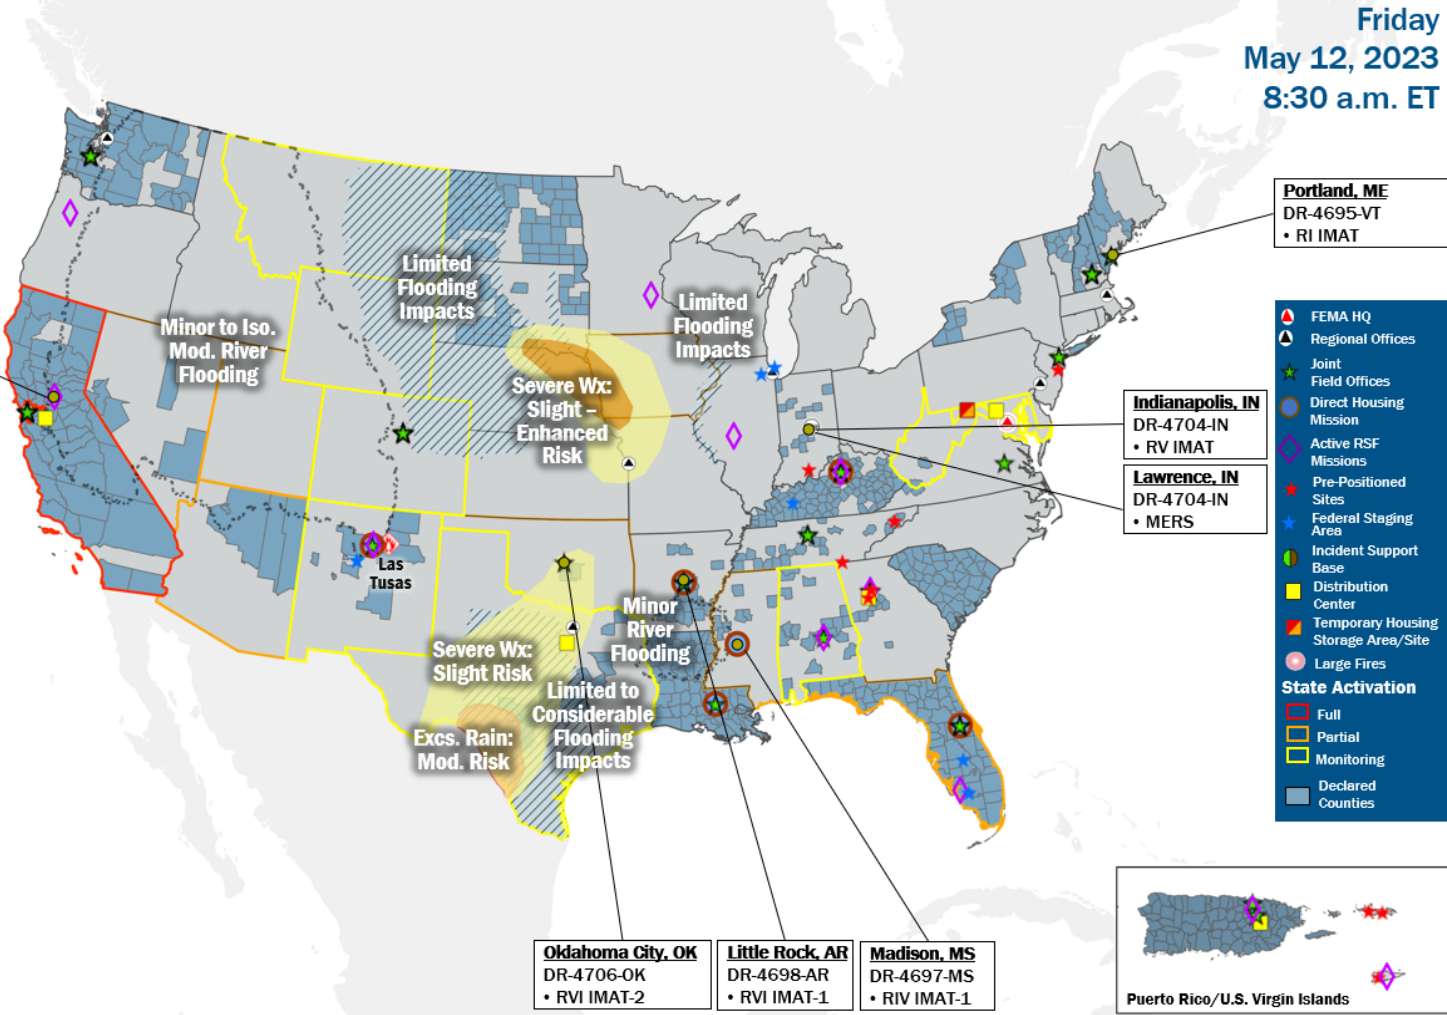 Friday
May 12, 2023
8:30 a.m. ET
Portland, ME
DR-4695-VT
• RI IMAT
Limited
Flooding
Impacts
Limited
Flooding
Impacts
Minor to Iso.
Mod. River
Flooding
Severe Wx:
Slight –
Enhanced
Risk
Indianapolis, IN
DR-4704-IN
• RV IMAT
Lawrence, IN
DR-4704-IN
• MERS
FEMA HQ
Regional Offices
Joint
Field Offices
Direct Housing
Mission
Active RSF
Missions
Pre-Positioned
Sites
Federal Staging
Area
Incident Support
Base
Distribution
Center
Temporary Housing
Storage Area/Site
Large Fires
State Activation
Full
Partial
Monitoring
Declared
Counties
Las
Tusas
Minor
River
Flooding
Severe Wx:
Slight Risk
Limited to
Considerable
Flooding
Impacts
Excs. Rain:
Mod. Risk
Oklahoma City, OK
DR-4706-OK
• RVI IMAT-2
Little Rock, AR
DR-4698-AR
• RVI IMAT-1
Madison, MS
DR-4697-MS
• RIV IMAT-1
Puerto Rico/U.S. Virgin Islands